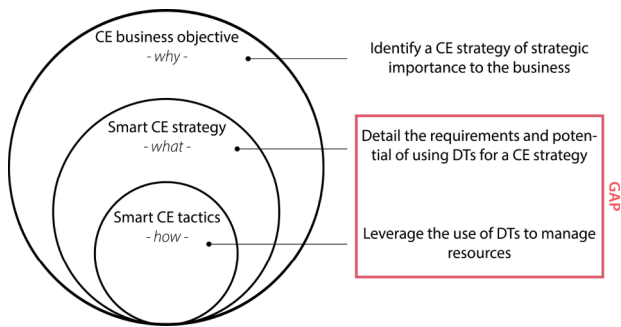 CE business objective
- why -
Identify a CE strategy of strategic
importance to the business
Smart CE strategy
- what -
Detail the requirements and poten-
tial of using DTs for a CE strategy
GAP
Smart CE tactics
- how -
Leverage the use of DTs to manage
resources